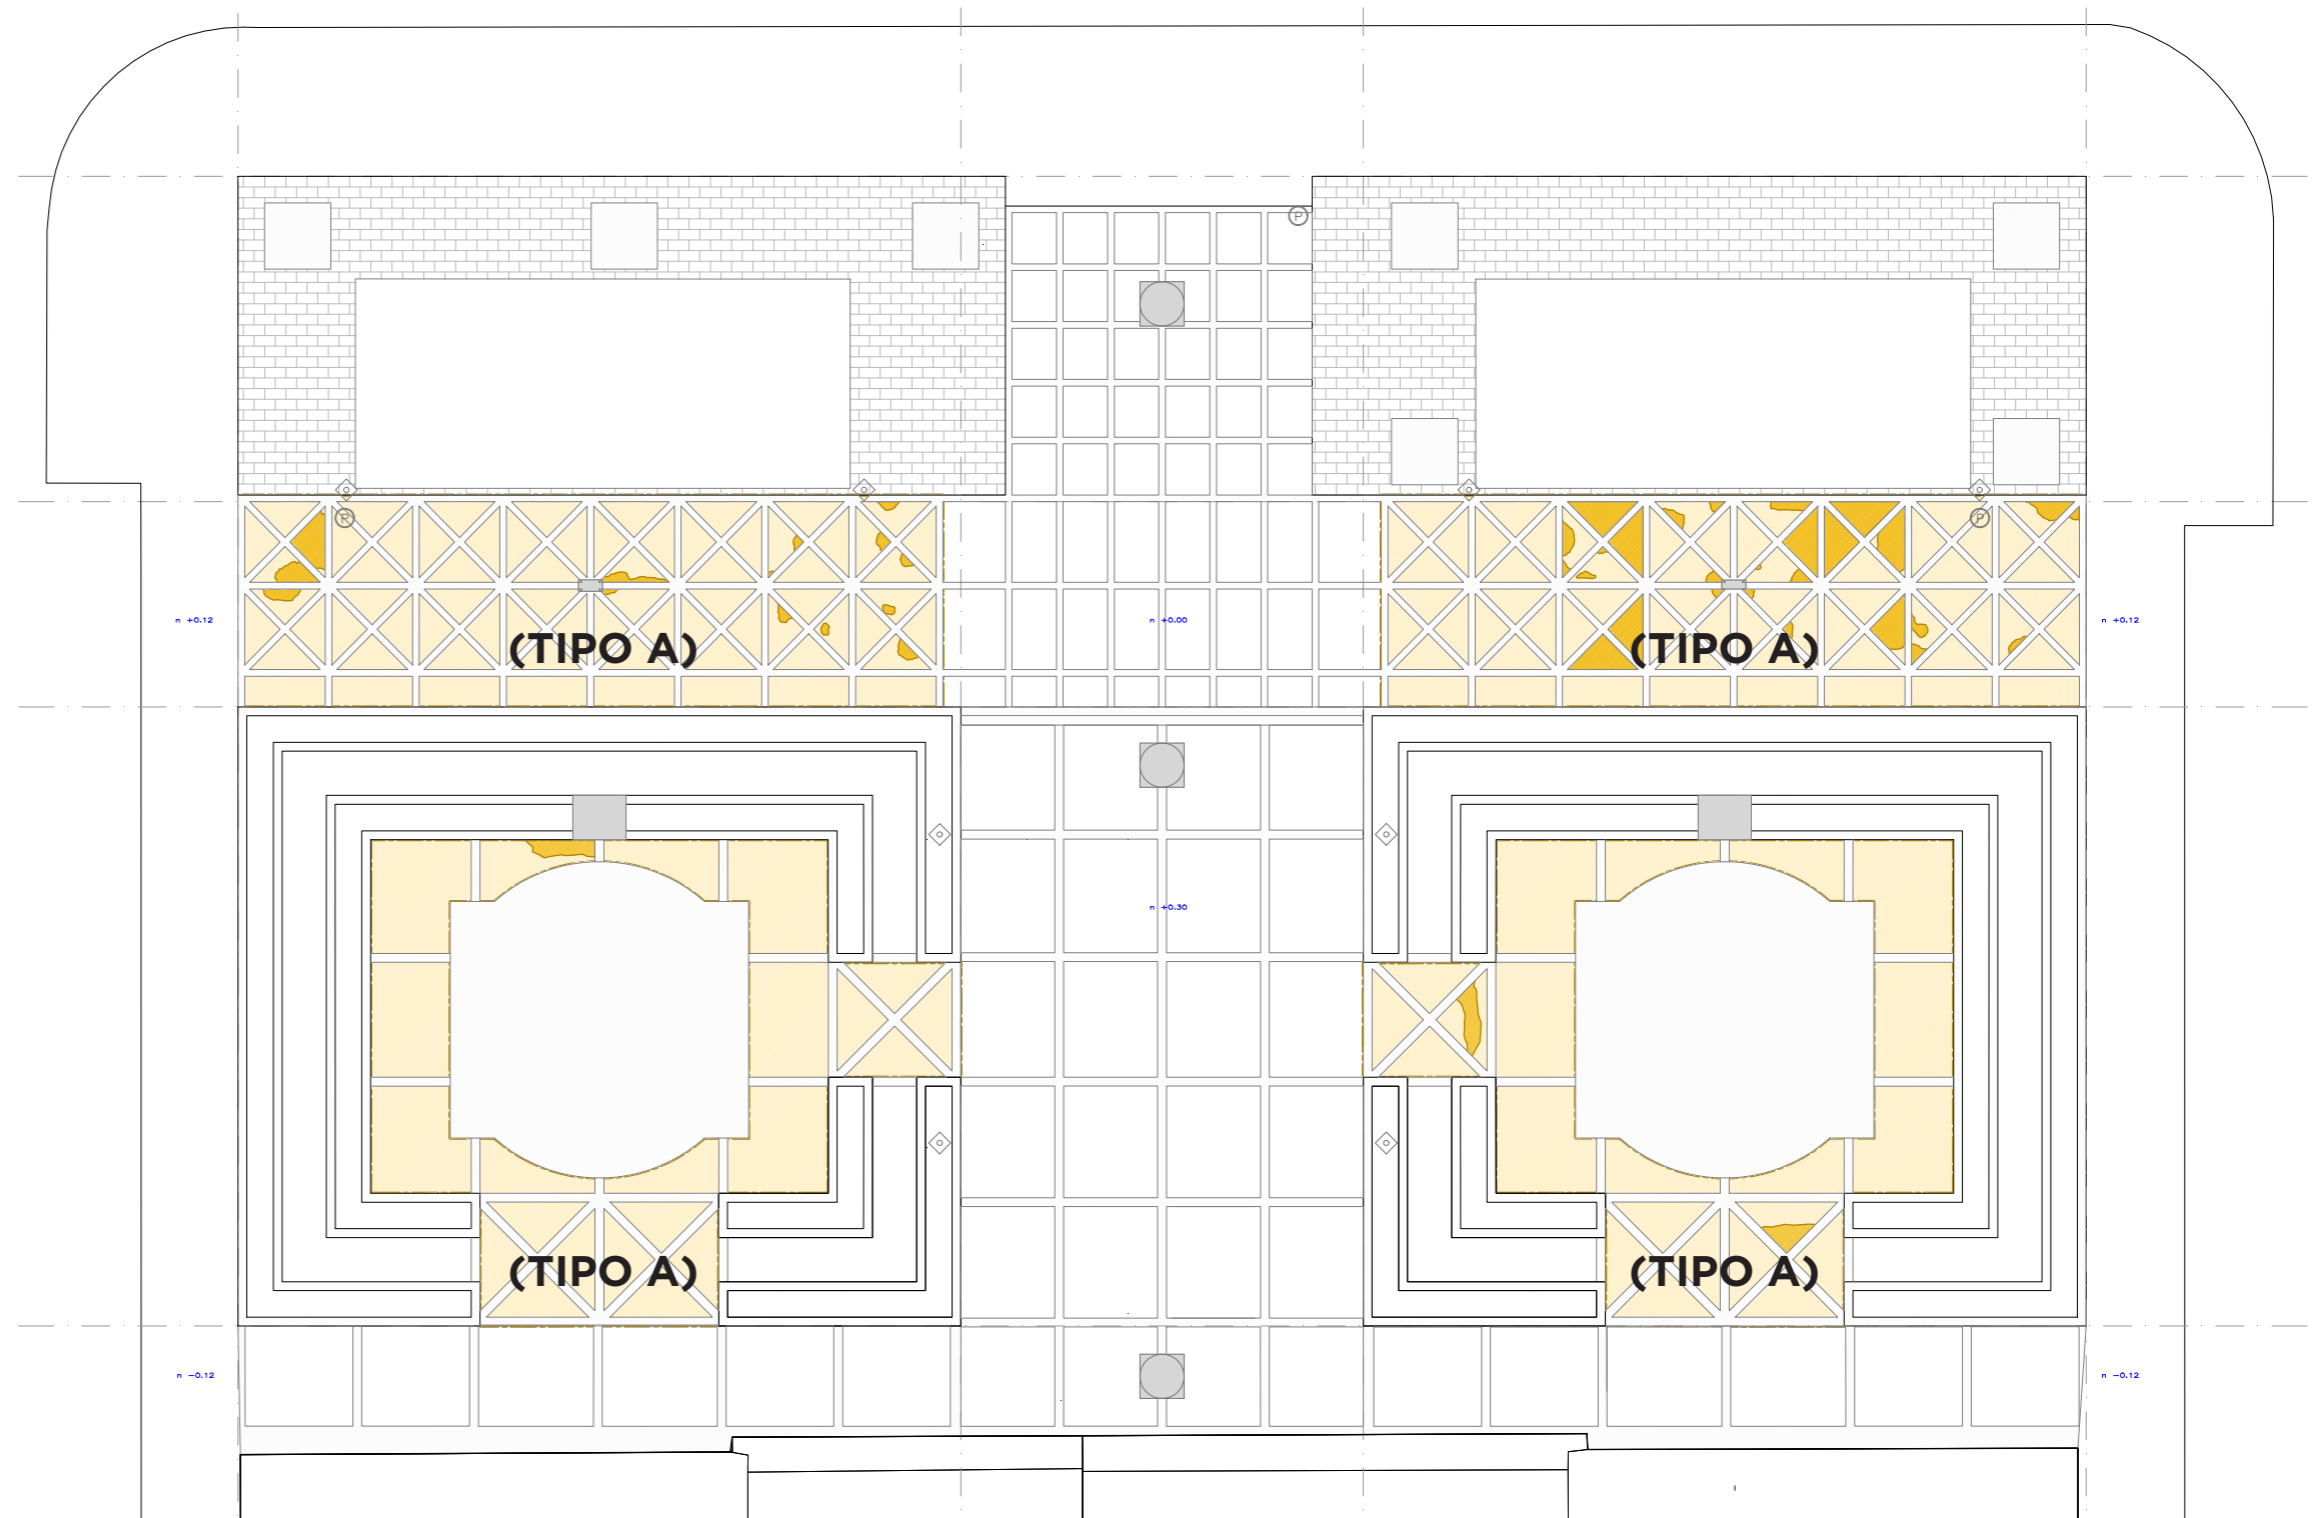 P
R
P
n +0.12
n +0.00
n +0.12
(TIPO A)
(TIPO A)
n +0.30
(TIPO A)
(TIPO A)
n -0.12
n -0.12